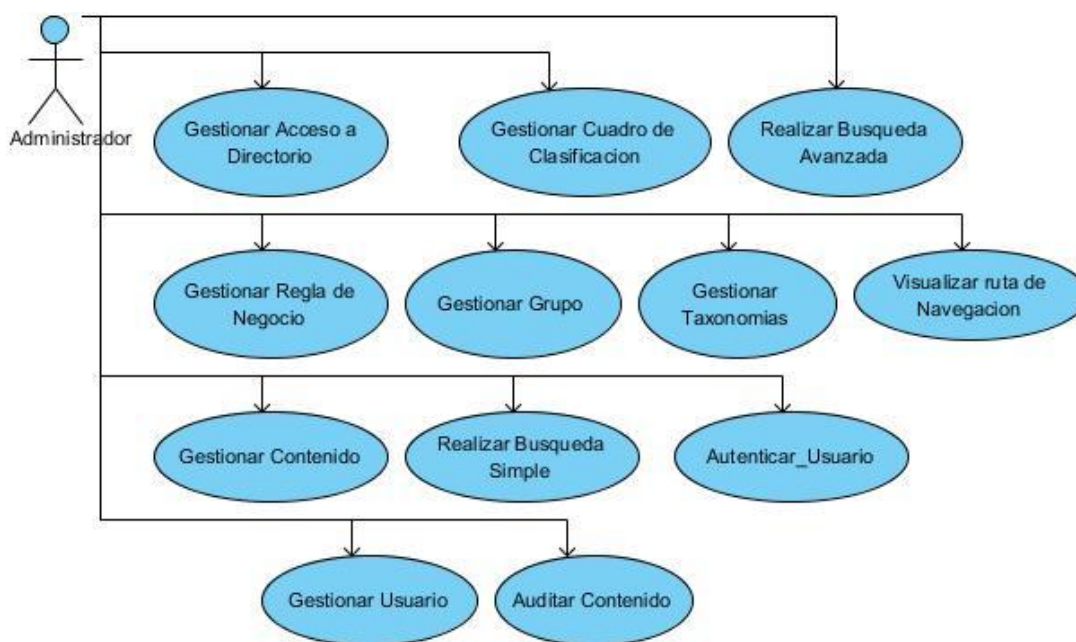 Administrador
Gestionar Acceso a
Directorio
Gestionar Cuadro de
Clasificacion
Realizar Busqueda
Avanzada
Gestionar Regla de
Negocio
Gestionar Grupo
Gestionar
Taxonomias
Visualizar ruta de
Navegacion
Gestionar Contenido
Realizar Busqueda
Simple
Autenticar_Usuario
Gestionar Usuario
Auditar Contenido